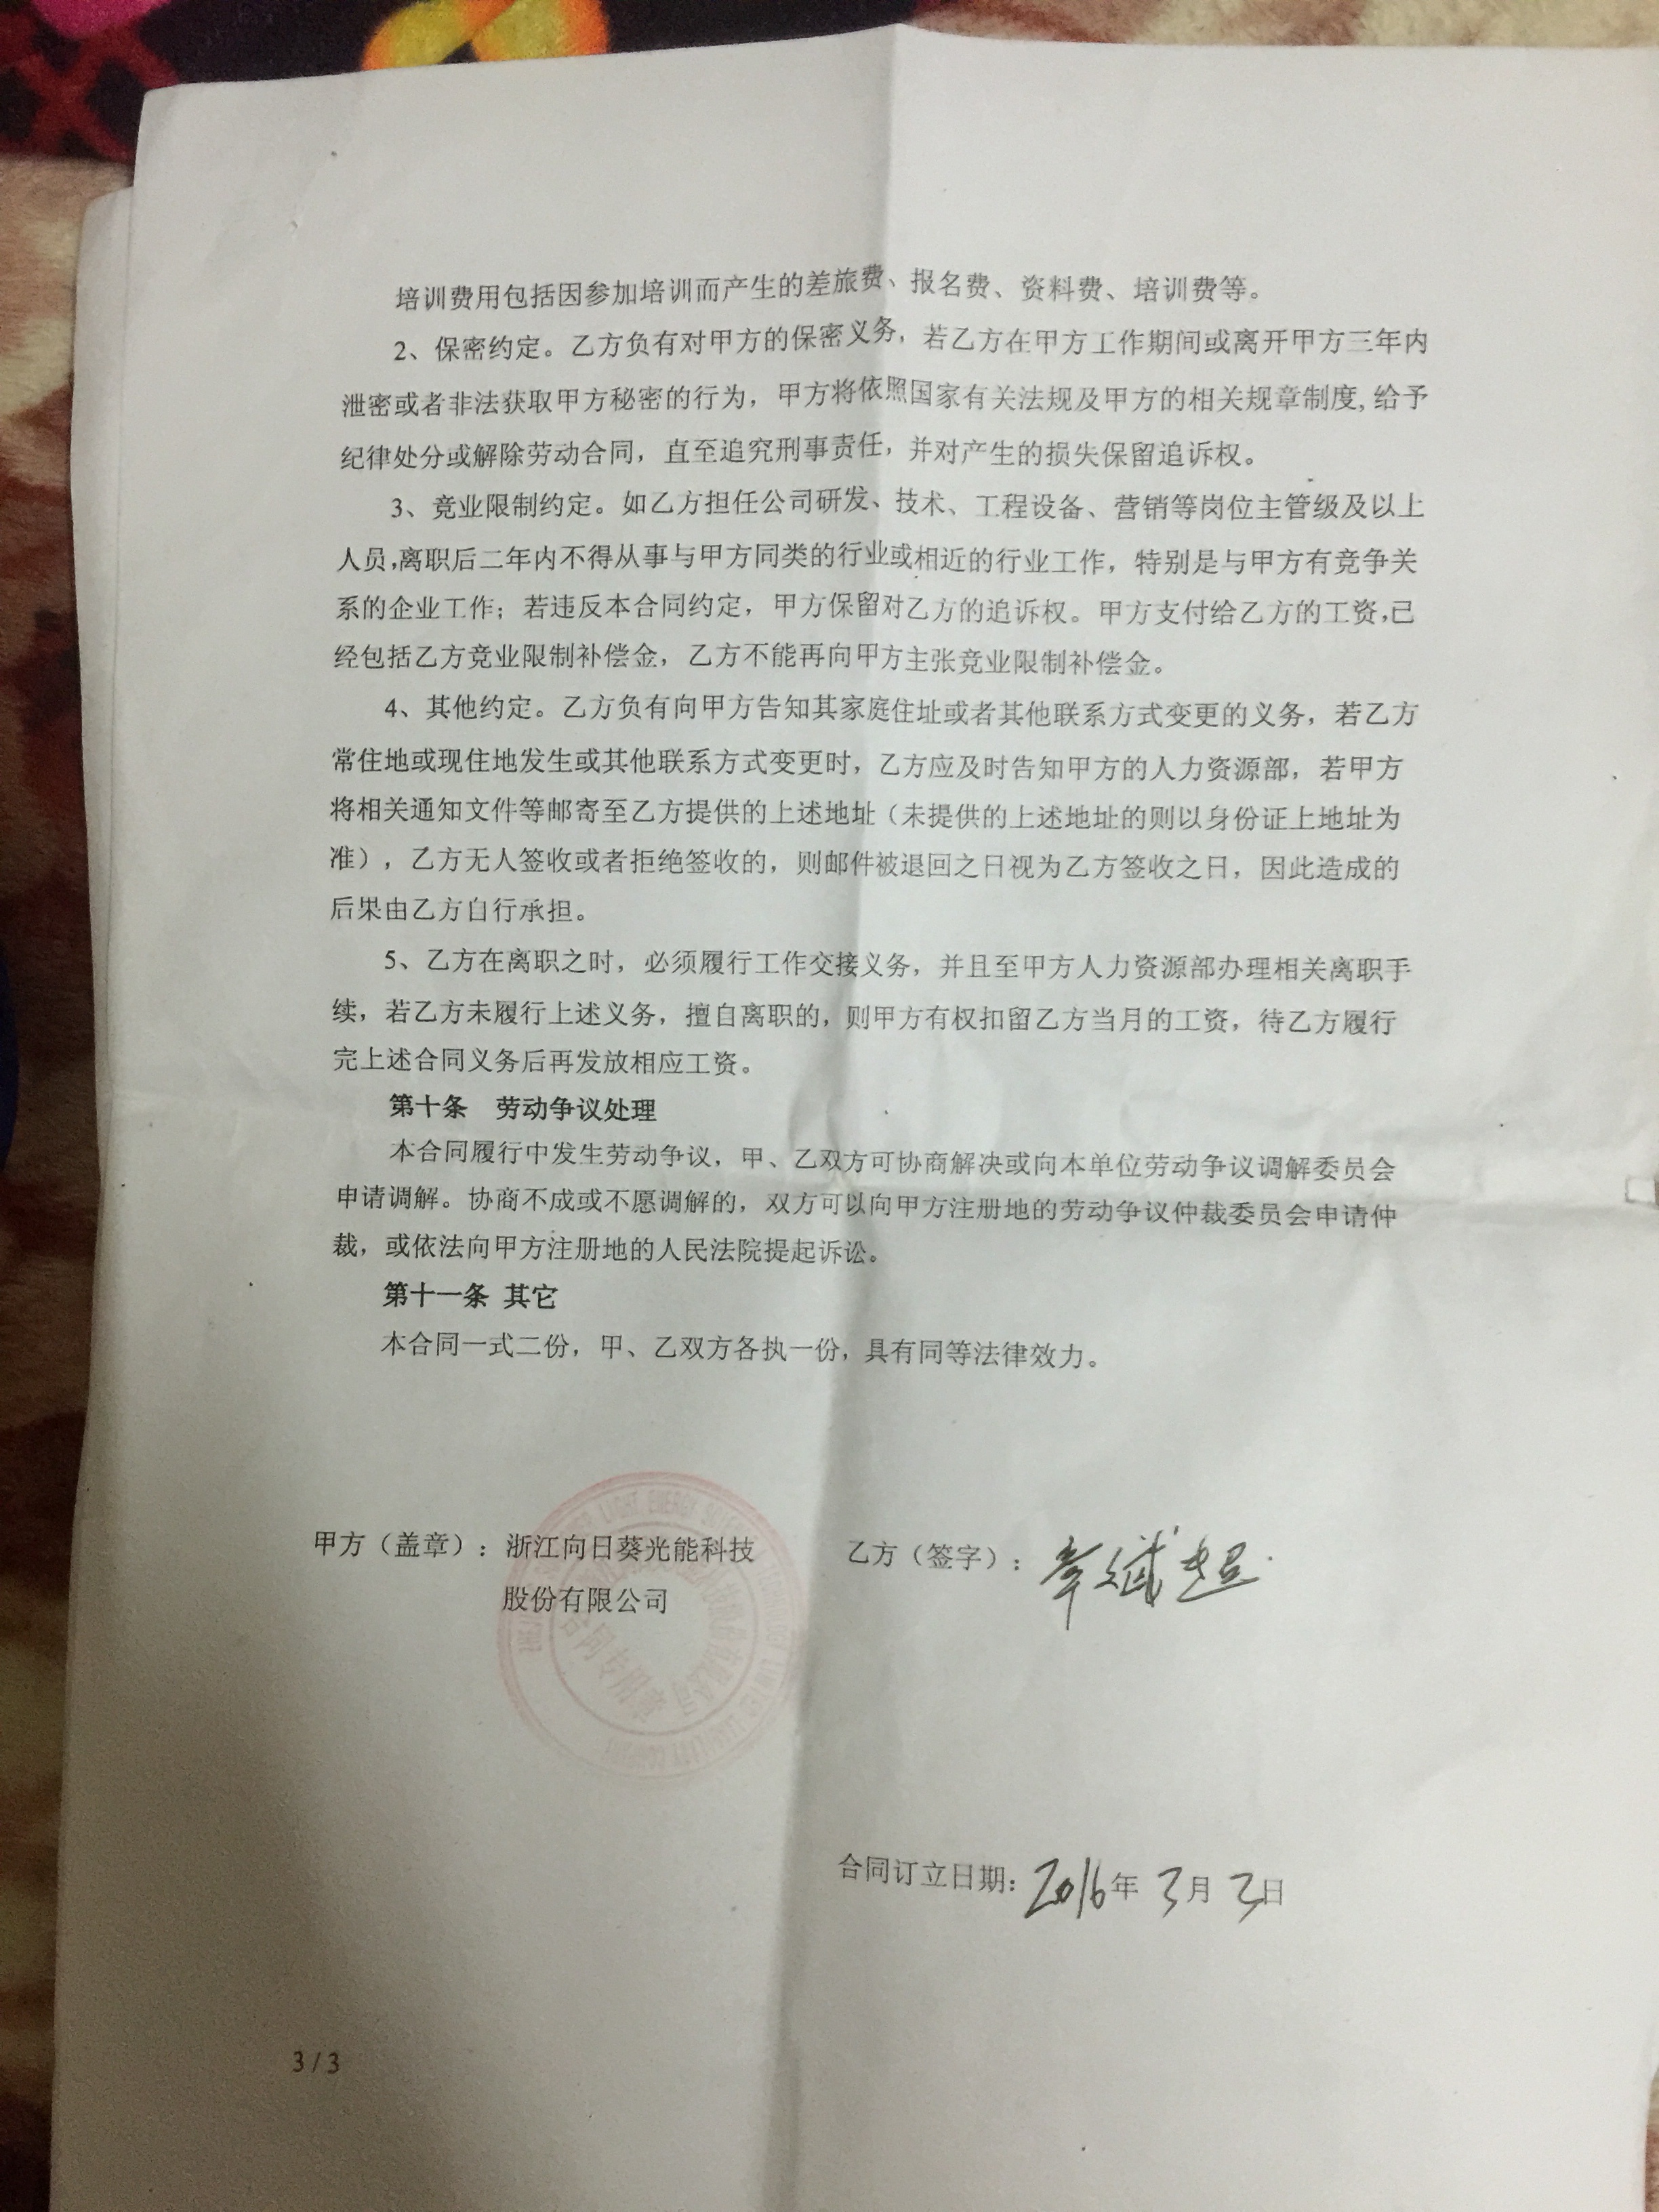 培训费用包括因参加培训而产生的差旅费、报名费、资料费、培训费等。
2、保密约定。乙方负有对甲方的保密义务，若乙方在甲方工作期间或离开甲方三年内
泄密或者非法获取甲方秘密的行为，甲方将依照国家有关法规及甲方的相关规章制度,给予
纪律处分或解除劳动合同，直至追究刑事责任，并对产生的损失保留追诉权。
3、竞业限制约定。如乙方担任公司研发、技术、工程设备、营销等岗位主管级及以上
人员,离职后二年内不得从事与甲方同类的行业或相近的行业工作，特别是与甲方有竞争关
系的企业工作；若违反本合同约定，甲方保留对乙方的追诉权。甲方支付给乙方的工资,已
经包括乙方竞业限制补偿金，乙方不能再向甲方主张竞业限制补偿金。
4、其他约定。乙方负有向甲方告知其家庭住址或者其他联系方式变更的义务，若乙方
常住地或现住地发生或其他联系方式变更时，乙方应及时告知甲方的人力资源部，若甲方
将相关通知文件等邮寄至乙方提供的上述地址（未提供的上述地址的则以身份证上地址为
准），乙方无人签收或者拒绝签收的，则邮件被退回之日视为乙方签收之日，因此造成的
后果由乙方自行承担。
5、乙方在离职之时，必须履行工作交接义务，并且至甲方人力资源部办理相关离职手
续，若乙方未履行上述义务，擅自离职的，则甲方有权扣留乙方当月的工资，待乙方履行
完上述合同义务后再发放相应工资。
第十条　劳动争议处理
本合同履行中发生劳动争议，甲、乙双方可协商解决或向本单位劳动争议调解委员会
申请调解。协商不成或不愿调解的，双方可以向甲方注册地的劳动争议仲裁委员会申请仲
裁，或依法向甲方注册地的人民法院提起诉讼。
第十一条 其它
本合同一式二份，甲、乙双方各执一份，具有同等法律效力。
甲方（盖章）：浙江向日葵光能科技
股份有限公司
合同专用章
乙方（签字）：章斌超
合同订立日期：2016年3月3日
3 / 3